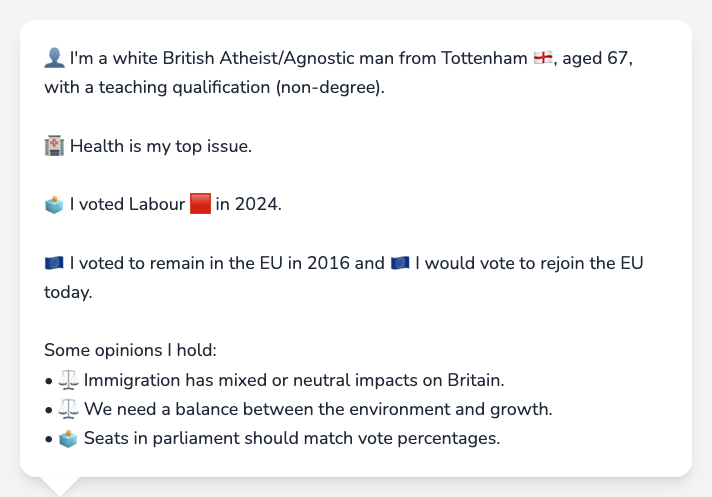 👤 I'm a white British Atheist/Agnostic man from Tottenham 🏴󠁧󠁢󠁥󠁮󠁧󠁿, aged 67,
with a teaching qualification (non-degree).
🏥 Health is my top issue.
🗳️ I voted Labour 🟥 in 2024.
🇪🇺 I voted to remain in the EU in 2016 and 🇪🇺 I would vote to rejoin the EU
today.
Some opinions I hold:
• ⚖️ Immigration has mixed or neutral impacts on Britain.
• ⚖️ We need a balance between the environment and growth.
• 🗳️ Seats in parliament should match vote percentages.